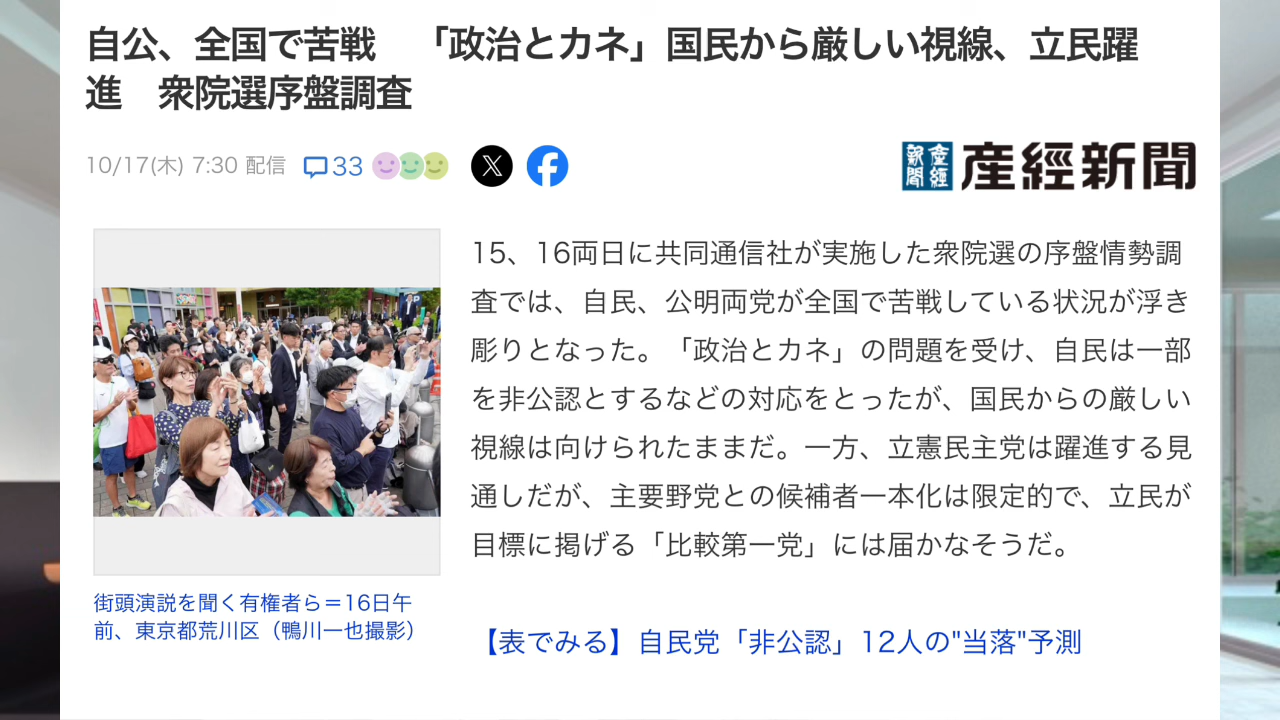 自公、全国で苦戦　「政治とカネ」国民から厳しい視線、立民躍
進　衆院選序盤調査
10/17(木) 7:30 配信 33
産経新聞 産經新聞
15、16両日に共同通信社が実施した衆院選の序盤情勢調
査では、自民、公明両党が全国で苦戦している状況が浮き
彫りとなった。「政治とカネ」の問題を受け、自民は一部
を非公認とするなどの対応をとったが、国民からの厳しい
視線は向けられたままだ。一方、立憲民主党は躍進する見
通しだが、主要野党との候補者一本化は限定的で、立民が
目標に掲げる「比較第一党」には届かなそうだ。
街頭演説を聞く有権者ら＝16日午
前、東京都荒川区（鴨川一也撮影）
【表でみる】自民党「非公認」12人の"当落"予測